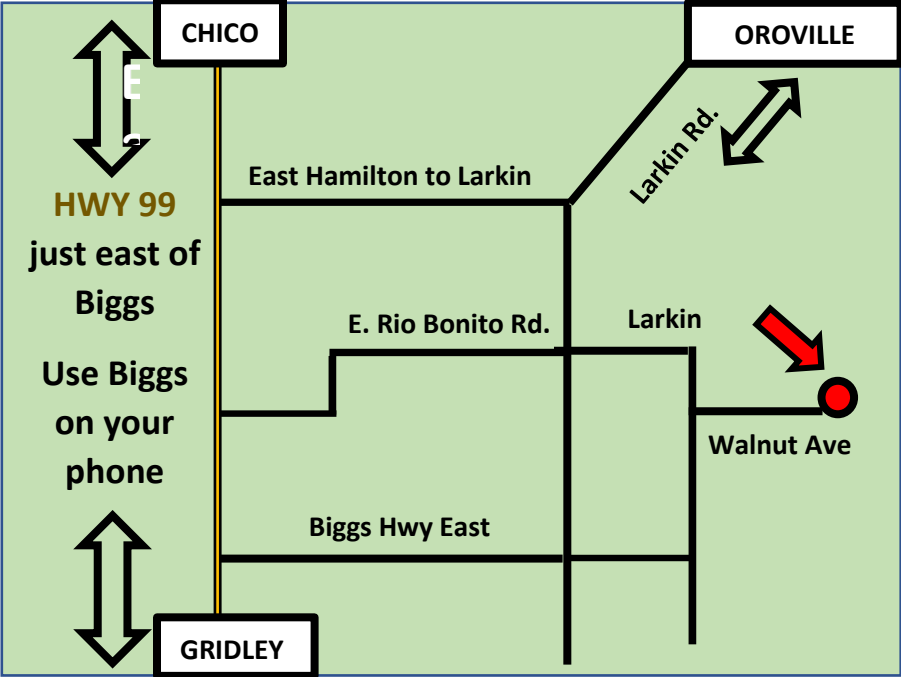 CHICO
OROVILLE
E
Larkin Rd.
East Hamilton to Larkin
HWY 99
just east of
Biggs
E. Rio Bonito Rd.
Larkin
Use Biggs
on your
phone
Walnut Ave
Biggs Hwy East
GRIDLEY